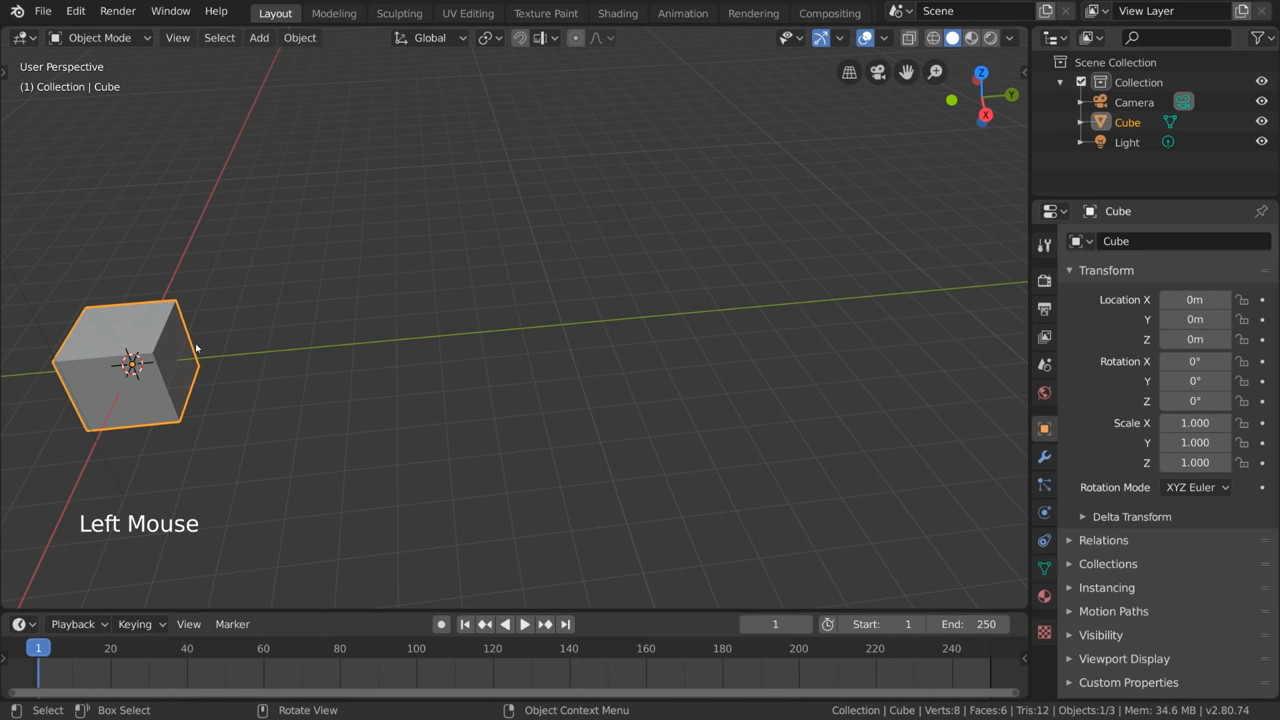 File Edit Render Window Help Layout Modeling Sculpting UV Editing Texture Paint Shading Animation Rendering Compositing Scene View Layer
Object Mode View Select Add Object Global
User Perspective
(1) Collection | Cube
Z
Y
X
Scene Collection
Collection
Camera
Cube
Light
Cube
Cube
Transform
Location X 0m
Y 0m
Z 0m
Rotation X 0°
Y 0°
Z 0°
Scale X 1.000
Y 1.000
Z 1.000
Rotation Mode XYZ Euler
Delta Transform
Relations
Collections
Instancing
Motion Paths
Visibility
Viewport Display
Custom Properties
Left Mouse
Playback Keying View Marker 1 Start: 1 End: 250
1 20 40 60 80 100 120 140 160 180 200 220 240
Select Box Select Rotate View Object Context Menu Collection | Cube | Verts:8 | Faces:6 | Tris:12 | Objects:1/3 | Mem: 34.6 MB | v2.80.74